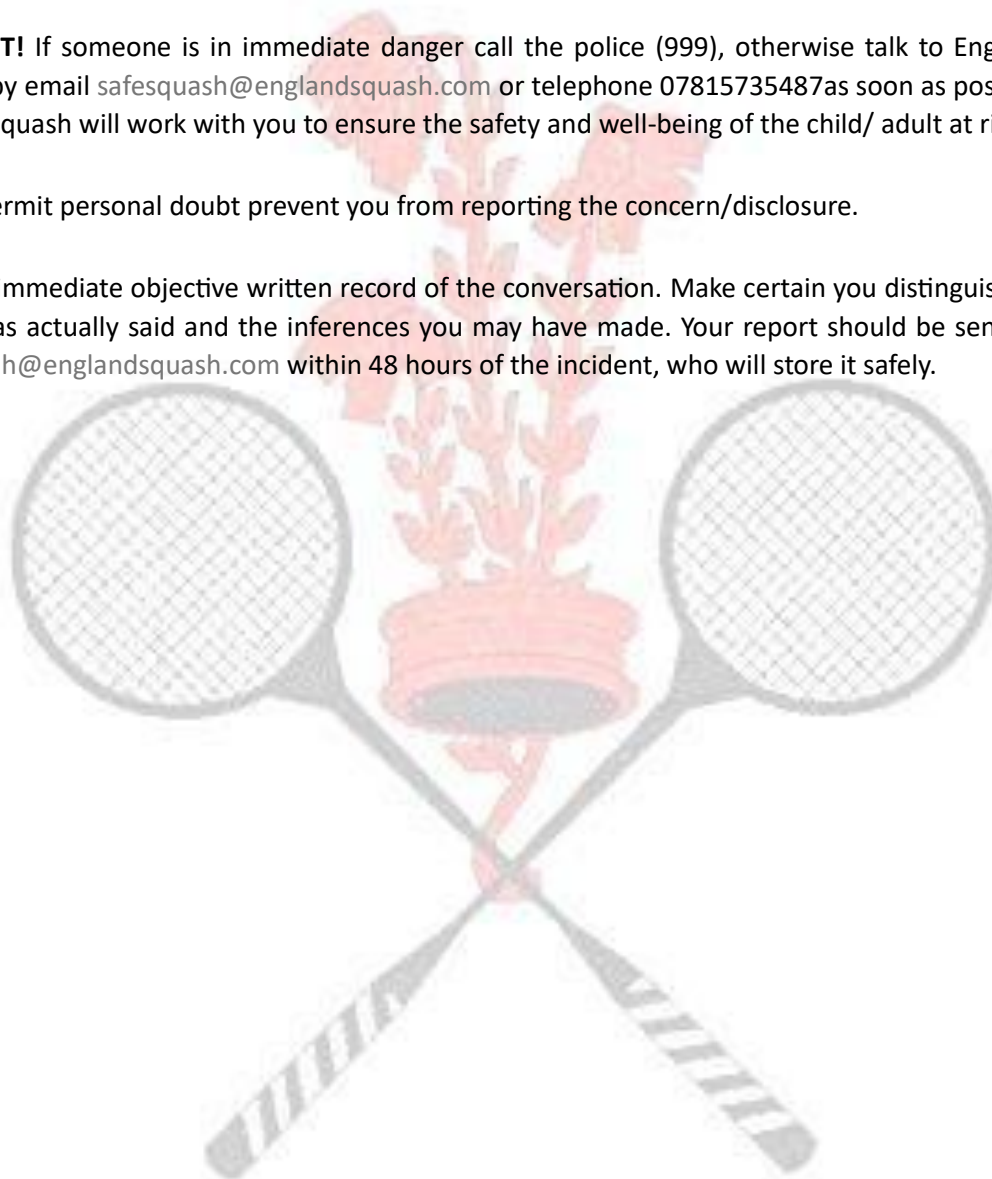 T! If someone is in immediate danger call the police (999), otherwise talk to Eng
by email safesquash@englandsquash.com or telephone 07815735487as soon as pos
quash will work with you to ensure the safety and well-being of the child/ adult at ri
ermit personal doubt prevent you from reporting the concern/disclosure.
immediate objective written record of the conversation. Make certain you distinguis
as actually said and the inferences you may have made. Your report should be sen
h@englandsquash.com within 48 hours of the incident, who will store it safely.